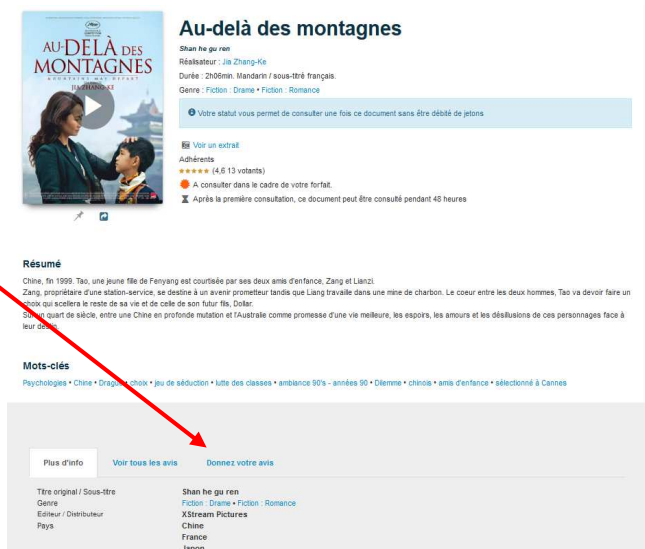 AU-DELÀ DES
MONTAGNES
MOUNTAINS MAY DEPART
JIA ZHANG-KE
Au-delà des montagnes
Shan he gu ren
Réalisateur : Jia Zhang-Ke
Durée : 2h06min. Mandarin / sous-titré français.
Genre : Fiction : Drame • Fiction : Romance
Votre statut vous permet de consulter une fois ce document sans être débité de jetons
Voir un extrait
Adhérents
★★★★★ (4,6 13 votants)
A consulter dans le cadre de votre forfait.
Après la première consultation, ce document peut être consulté pendant 48 heures
Résumé
Chine, fin 1999. Tao, une jeune fille de Fenyang est courtisée par ses deux amis d'enfance, Zang et Lianzi.
Zang, propriétaire d'une station-service, se destine à un avenir prometteur tandis que Liang travaille dans une mine de charbon. Le coeur entre les deux hommes, Tao va devoir faire un
choix qui scellera le reste de sa vie et de celle de son futur fils, Dollar.
Sur un quart de siècle, entre une Chine en profonde mutation et l'Australie comme promesse d'une vie meilleure, les espoirs, les amours et les désillusions de ces personnages face à
leur destin.
Mots-clés
Psychologies • Chine • Drague • choix • jeu de séduction • lutte des classes • ambiance 90's - années 90 • Dilemme • chinois • amis d'enfance • sélectionné à Cannes
Plus d'info Voir tous les avis Donnez votre avis
Titre original / Sous-titre Shan he gu ren
Genre Fiction : Drame • Fiction : Romance
Editeur / Distributeur XStream Pictures
Pays Chine
France
Japon